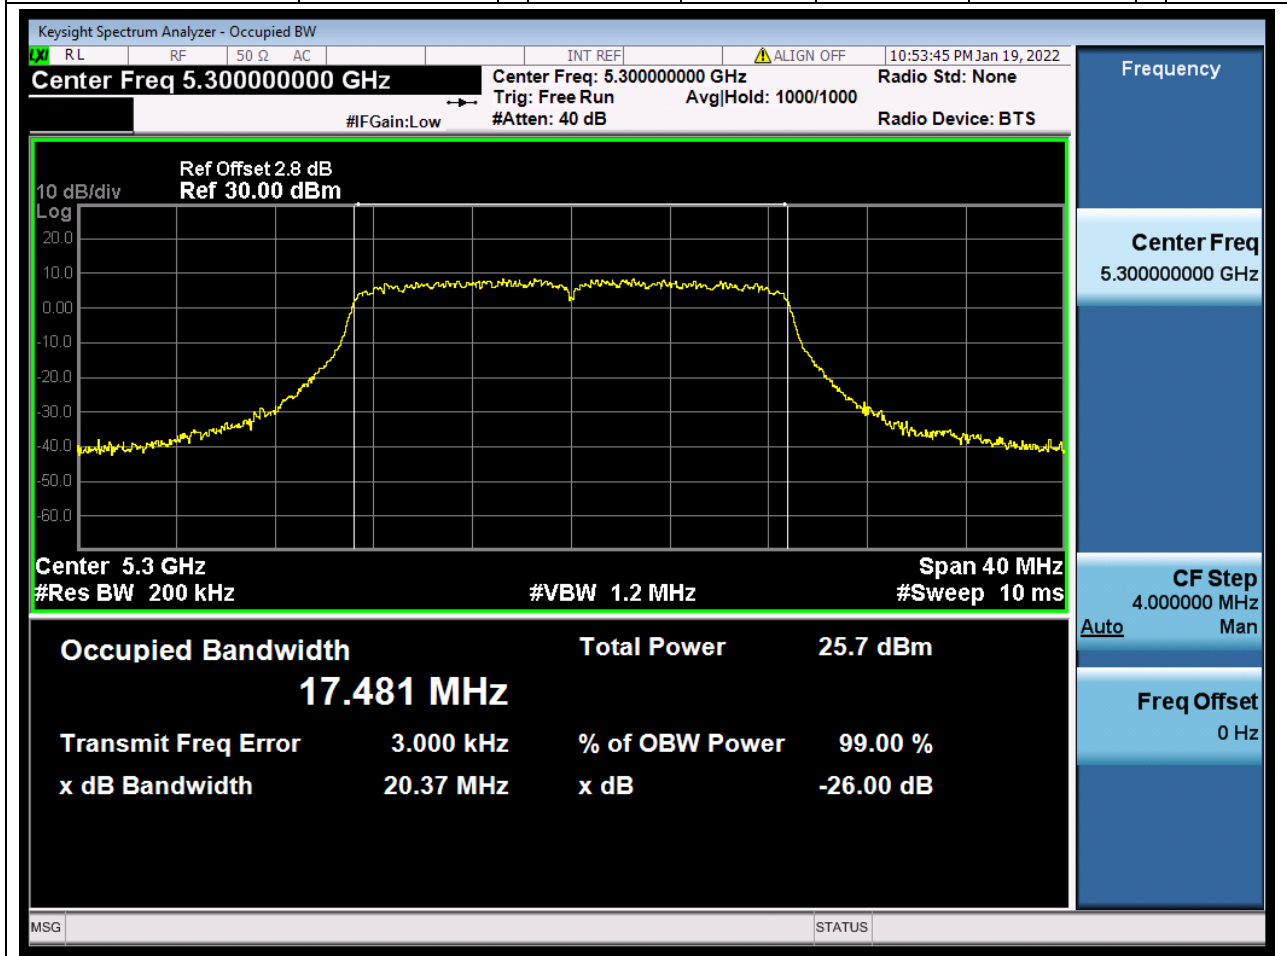 Keysight Spectrum Analyzer - Occupied BW
LXI RL RF 50 Ω AC INT REF ALIGN OFF 10:53:45 PM Jan 19, 2022
Center Freq 5.300000000 GHz Center Freq: 5.300000000 GHz Radio Std: None
Trig: Free Run Avg|Hold: 1000/1000
#IFGain:Low #Atten: 40 dB Radio Device: BTS
Ref Offset 2.8 dB
10 dB/div Ref 30.00 dBm
Log
20.0
10.0
0.00
-10.0
-20.0
-30.0
-40.0
-50.0
-60.0
Center 5.3 GHz Span 40 MHz
#Res BW 200 kHz #VBW 1.2 MHz #Sweep 10 ms
Occupied Bandwidth Total Power 25.7 dBm
17.481 MHz
Transmit Freq Error 3.000 kHz % of OBW Power 99.00 %
x dB Bandwidth 20.37 MHz x dB -26.00 dB
MSG STATUS
Frequency
Center Freq
5.300000000 GHz
CF Step
4.000000 MHz
Auto Man
Freq Offset
0 Hz